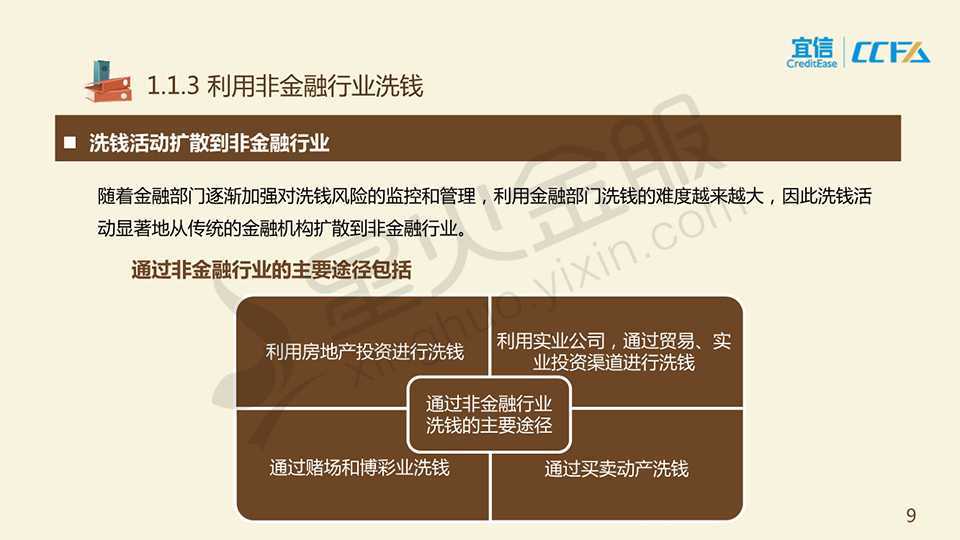 宜信
CreditEase
CCFA
1.1.3 利用非金融行业洗钱
洗钱活动扩散到非金融行业
随着金融部门逐渐加强对洗钱风险的监控和管理，利用金融部门洗钱的难度越来越大，因此洗钱活
动显著地从传统的金融机构扩散到非金融行业。
通过非金融行业的主要途径包括
利用房地产投资进行洗钱
利用实业公司，通过贸易、实
业投资渠道进行洗钱
通过非金融行业
洗钱的主要途径
通过赌场和博彩业洗钱
通过买卖动产洗钱
星火金服
xinghuo.yixin.com
9